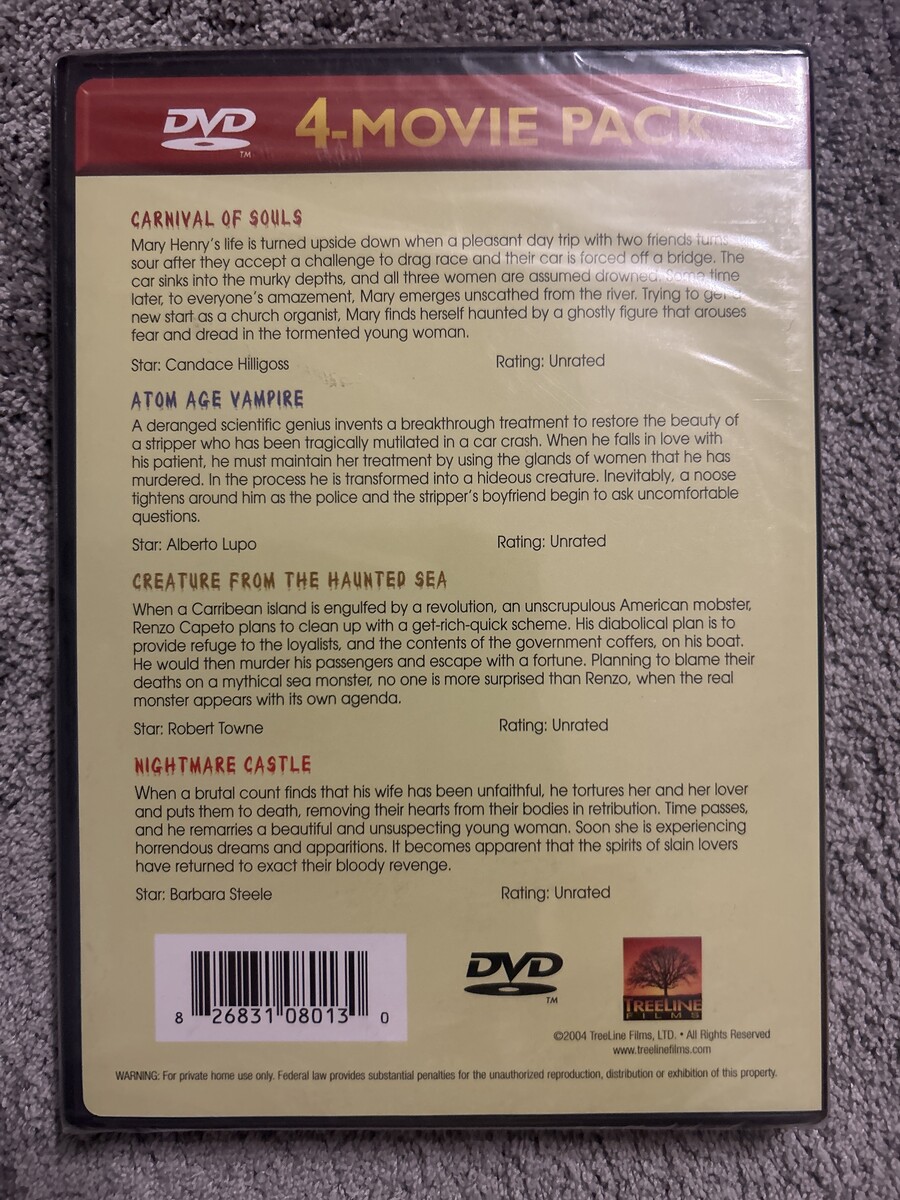 DVD
™
4-MOVIE PACK
CARNIVAL OF SOULS
Mary Henry's life is turned upside down when a pleasant day trip with two friends turns
sour after they accept a challenge to drag race and their car is forced off a bridge. The
car sinks into the murky depths, and all three women are assumed drowned. Some time
later, to everyone's amazement, Mary emerges unscathed from the river. Trying to get a
new start as a church organist, Mary finds herself haunted by a ghostly figure that arouses
fear and dread in the tormented young woman.
Star: Candace Hilligoss Rating: Unrated
ATOM AGE VAMPIRE
A deranged scientific genius invents a breakthrough treatment to restore the beauty of
a stripper who has been tragically mutilated in a car crash. When he falls in love with
his patient, he must maintain her treatment by using the glands of women that he has
murdered. In the process he is transformed into a hideous creature. Inevitably, a noose
tightens around him as the police and the stripper's boyfriend begin to ask uncomfortable
questions.
Star: Alberto Lupo Rating: Unrated
CREATURE FROM THE HAUNTED SEA
When a Carribean island is engulfed by a revolution, an unscrupulous American mobster,
Renzo Capeto plans to clean up with a get-rich-quick scheme. His diabolical plan is to
provide refuge to the loyalists, and the contents of the government coffers, on his boat.
He would then murder his passengers and escape with a fortune. Planning to blame their
deaths on a mythical sea monster, no one is more surprised than Renzo, when the real
monster appears with its own agenda.
Star: Robert Towne Rating: Unrated
NIGHTMARE CASTLE
When a brutal count finds that his wife has been unfaithful, he tortures her and her lover
and puts them to death, removing their hearts from their bodies in retribution. Time passes,
and he remarries a beautiful and unsuspecting young woman. Soon she is experiencing
horrendous dreams and apparitions. It becomes apparent that the spirits of slain lovers
have returned to exact their bloody revenge.
Star: Barbara Steele Rating: Unrated
8 26831 08013 0
DVD
™
TREELINE
FILMS
©2004 TreeLine Films, LTD. • All Rights Reserved
www.treelinefilms.com
WARNING: For private home use only. Federal law provides substantial penalties for the unauthorized reproduction, distribution or exhibition of this property.